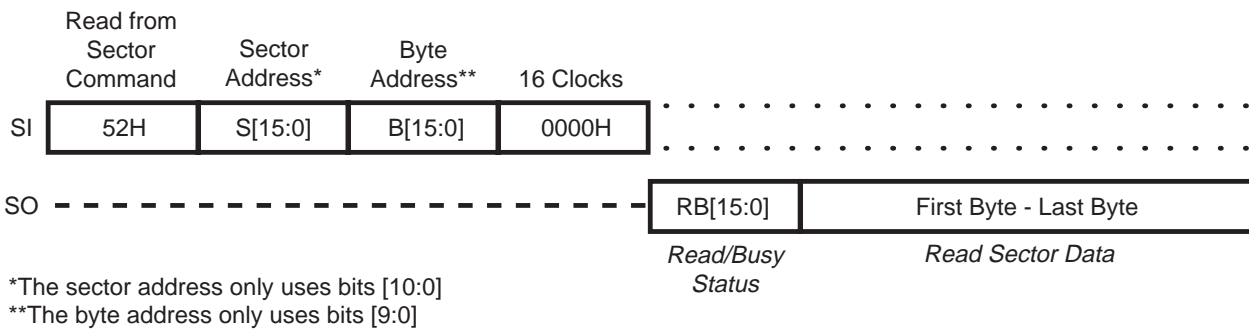 Read from
Sector
Command
Sector
Address*
Byte
Address**
16 Clocks
SI
52H
S[15:0]
B[15:0]
0000H
SO
RB[15:0]
First Byte - Last Byte
Read/Busy
Status
Read Sector Data
*The sector address only uses bits [10:0]
**The byte address only uses bits [9:0]